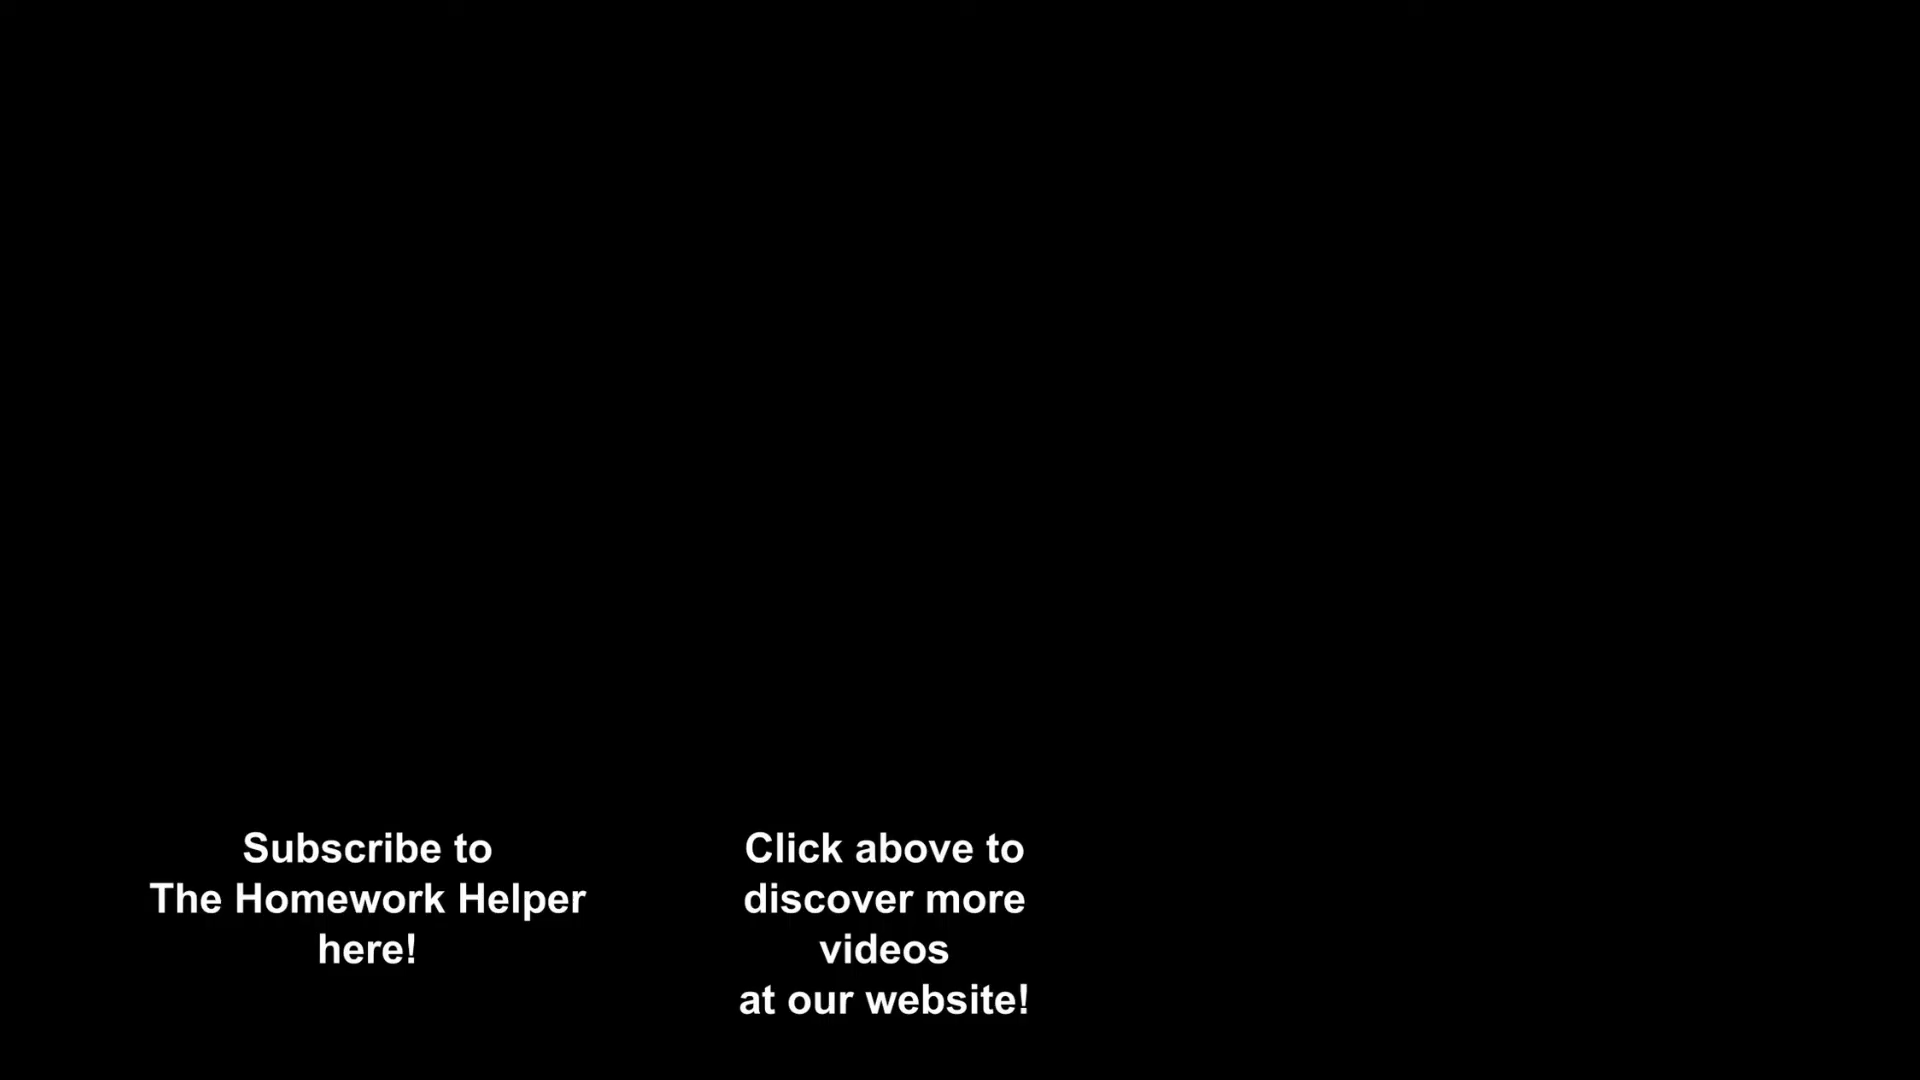 Subscribe to
The Homework Helper
here!
Click above to
discover more
videos
at our website!